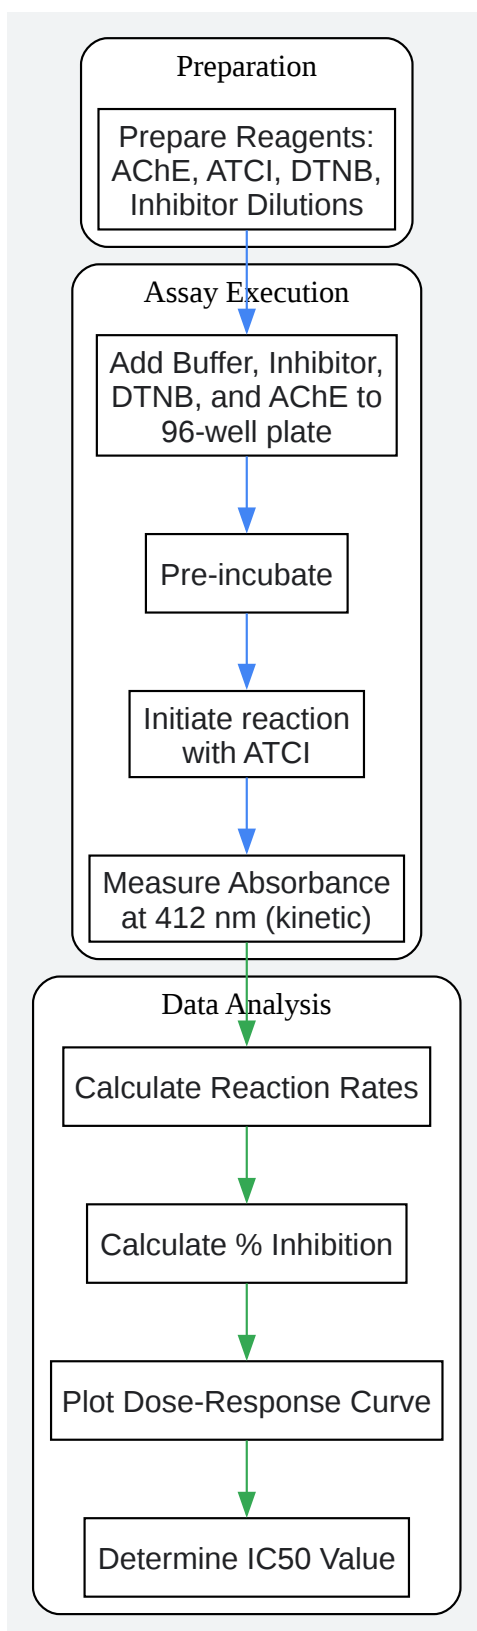 Preparation
Prepare Reagents:
AChE, ATCI, DTNB,
Inhibitor Dilutions
Assay Execution
Add Buffer, Inhibitor,
DTNB, and AChE to
96-well plate
Pre-incubate
Initiate reaction
with ATCI
Measure Absorbance
at 412 nm (kinetic)
Data Analysis
Calculate Reaction Rates
Calculate % Inhibition
Plot Dose-Response Curve
Determine IC50 Value